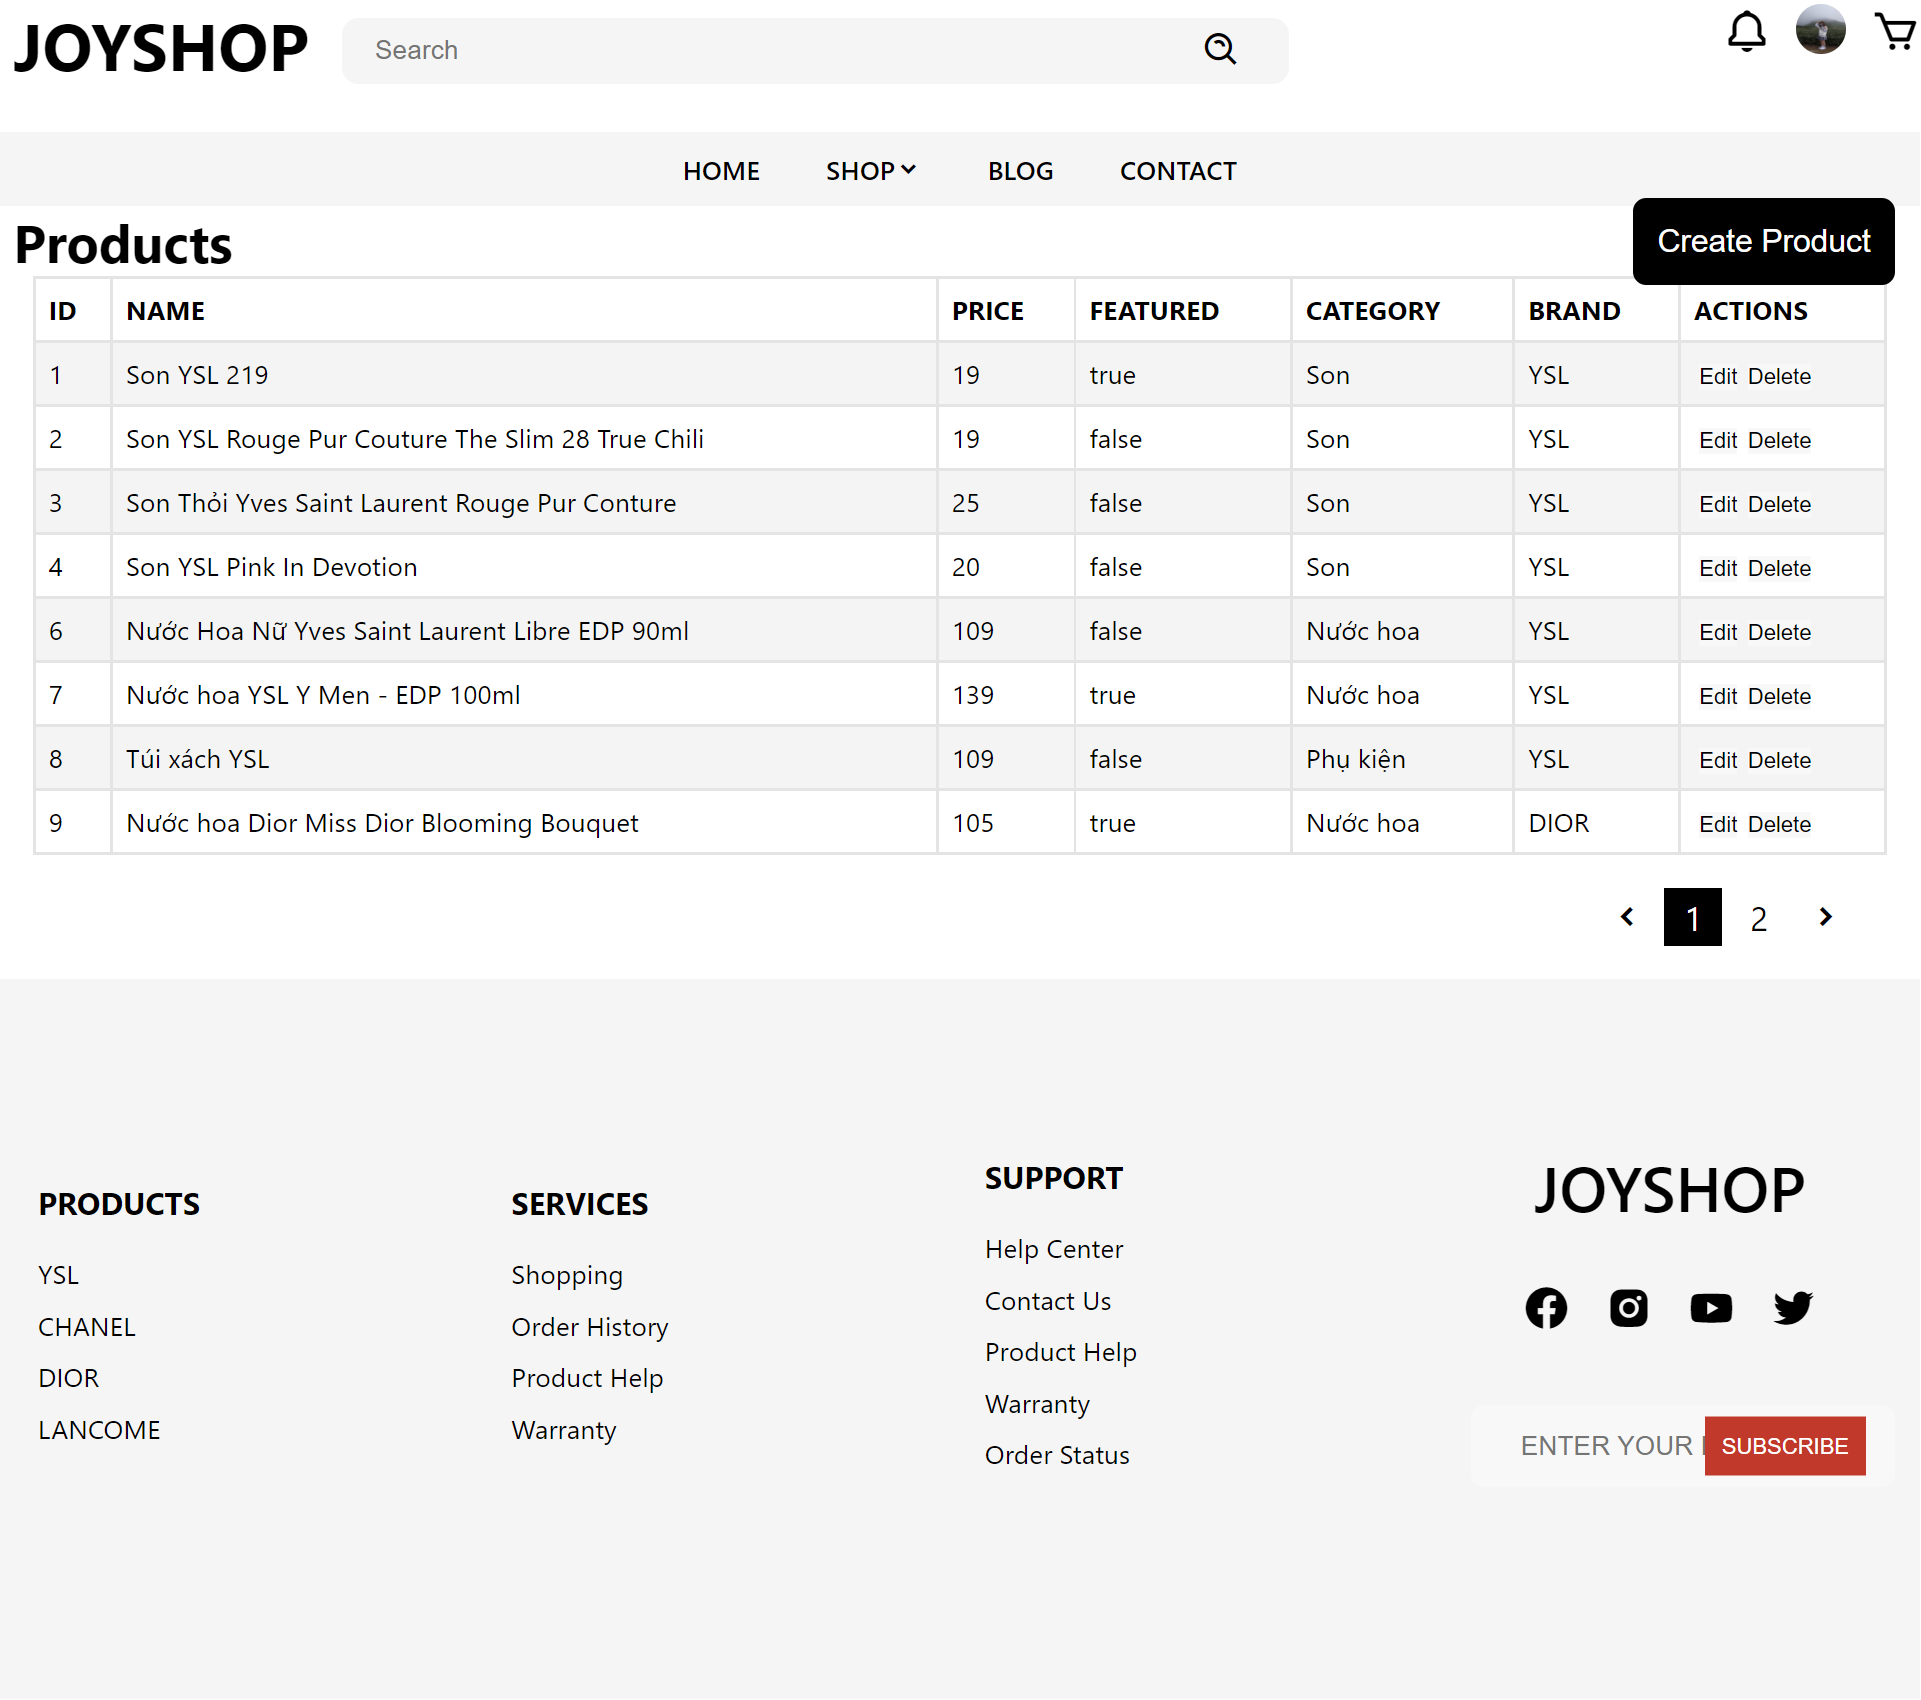 JOYSHOP
Search
HOME SHOP BLOG CONTACT
Products
Create Product
ID NAME PRICE FEATURED CATEGORY BRAND ACTIONS
1 Son YSL 219 19 true Son YSL Edit Delete
2 Son YSL Rouge Pur Couture The Slim 28 True Chili 19 false Son YSL Edit Delete
3 Son Thỏi Yves Saint Laurent Rouge Pur Conture 25 false Son YSL Edit Delete
4 Son YSL Pink In Devotion 20 false Son YSL Edit Delete
6 Nước Hoa Nữ Yves Saint Laurent Libre EDP 90ml 109 false Nước hoa YSL Edit Delete
7 Nước hoa YSL Y Men - EDP 100ml 139 true Nước hoa YSL Edit Delete
8 Túi xách YSL 109 false Phụ kiện YSL Edit Delete
9 Nước hoa Dior Miss Dior Blooming Bouquet 105 true Nước hoa DIOR Edit Delete
1 2
PRODUCTS
YSL
CHANEL
DIOR
LANCOME
SERVICES
Shopping
Order History
Product Help
Warranty
SUPPORT
Help Center
Contact Us
Product Help
Warranty
Order Status
JOYSHOP
ENTER YOUR
SUBSCRIBE